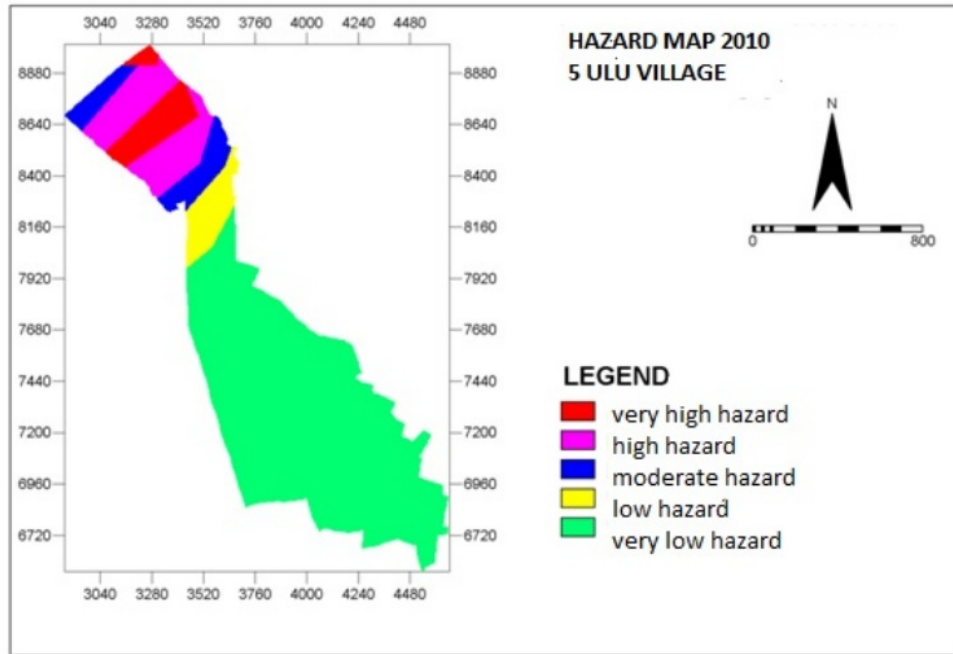 3040 3280 3520 3760 4000 4240 4480
HAZARD MAP 2010
5 ULU VILLAGE
8880 8880
8640 8640
8400 8400
8160 8160
7920 7920
7680 7680
7440 7440
7200 7200
6960 6960
6720 6720
3040 3280 3520 3760 4000 4240 4480
N
0 800
LEGEND
very high hazard
high hazard
moderate hazard
low hazard
very low hazard